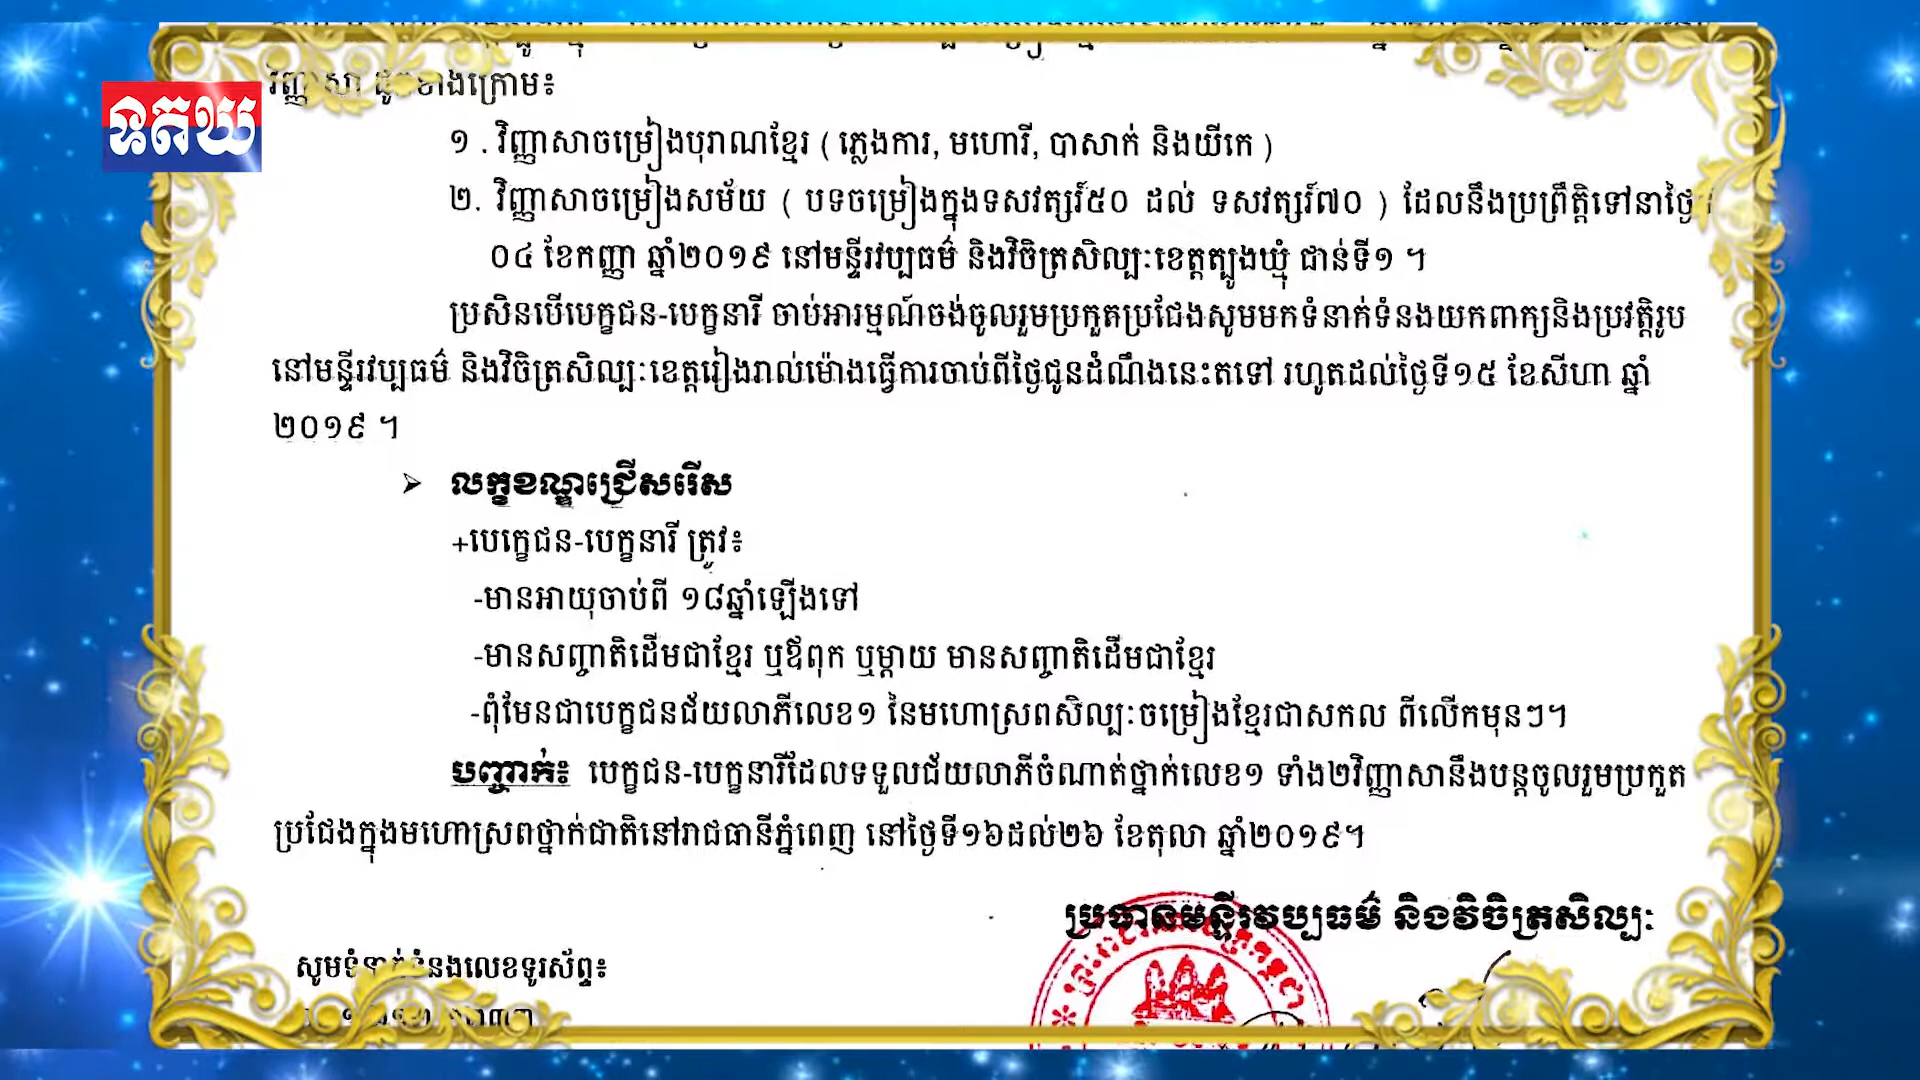 ទតយ
វិញ្ញាសា ដូចខាងក្រោម៖
១ . វិញ្ញាសាចម្រៀងបុរាណខ្មែរ ( ភ្លេងការ, មហោរី, បាសាក់ និងយីកេ )
២. វិញ្ញាសាចម្រៀងសម័យ ( បទចម្រៀងក្នុងទសវត្សរ៍៥០ ដល់ ទសវត្សរ៍៧០ ) ដែលនឹងប្រព្រឹត្តិទៅនាថ្ងៃ
០៤ ខែកញ្ញា ឆ្នាំ២០១៩ នៅមន្ទីរវប្បធម៌ និងវិចិត្រសិល្បៈខេត្តត្បូងឃ្មុំ ជាន់ទី១ ។
ប្រសិនបើបេក្ខជន-បេក្ខនារី ចាប់អារម្មណ៍ចង់ចូលរួមប្រកួតប្រជែងសូមមកទំនាក់ទំនងយកពាក្យនិងប្រវត្តិរូប
នៅមន្ទីរវប្បធម៌ និងវិចិត្រសិល្បៈខេត្តរៀងរាល់ម៉ោងធ្វើការចាប់ពីថ្ងៃជូនដំណឹងនេះតទៅ រហូតដល់ថ្ងៃទី១៥ ខែសីហា ឆ្នាំ
២០១៩ ។
➢ លក្ខខណ្ឌជ្រើសរើស
+បេក្ខេជន-បេក្ខនារី ត្រូវ៖
-មានអាយុចាប់ពី ១៨ឆ្នាំឡើងទៅ
-មានសញ្ចាតិដើមជាខ្មែរ ឬឪពុក ឬម្តាយ មានសញ្ចាតិដើមជាខ្មែរ
-ពុំមែនជាបេក្ខជនជ័យលាភីលេខ១ នៃមហោស្រពសិល្បៈចម្រៀងខ្មែរជាសកល ពីលើកមុនៗ។
បញ្ជាក់៖ បេក្ខជន-បេក្ខនារីដែលទទួលជ័យលាភីចំណាត់ថ្នាក់លេខ១ ទាំង២វិញ្ញាសានឹងបន្តចូលរួមប្រកួត
ប្រជែងក្នុងមហោស្រពថ្នាក់ជាតិនៅរាជធានីភ្នំពេញ នៅថ្ងៃទី១៦ដល់២៦ ខែតុលា ឆ្នាំ២០១៩។
ប្រធានមន្ទីរវប្បធម៌ និងវិចិត្រសិល្បៈ
សូមទំនាក់ទំនងលេខទូរស័ព្ទ៖